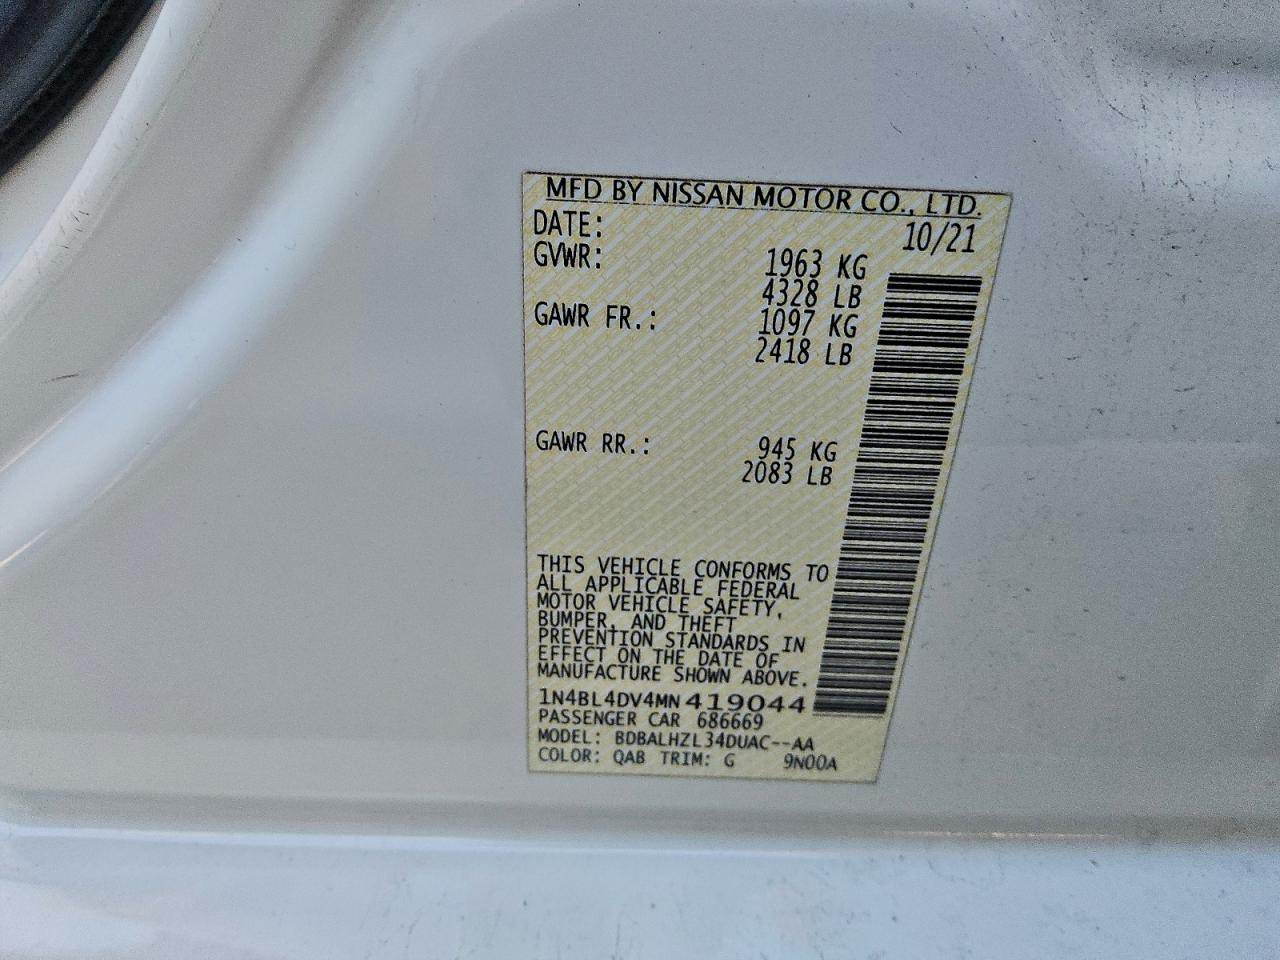 MFD BY NISSAN MOTOR CO., LTD.
DATE: 10/21
GVWR: 1963 KG
4328 LB
GAWR FR.: 1097 KG
2418 LB
GAWR RR.: 945 KG
2083 LB
THIS VEHICLE CONFORMS TO
ALL APPLICABLE FEDERAL
MOTOR VEHICLE SAFETY,
BUMPER, AND THEFT
PREVENTION STANDARDS IN
EFFECT ON THE DATE OF
MANUFACTURE SHOWN ABOVE.
1N4BL4DV4MN419044
PASSENGER CAR 686669
MODEL: BDBALHZL34DUAC--AA
COLOR: QAB TRIM: G 9N00A